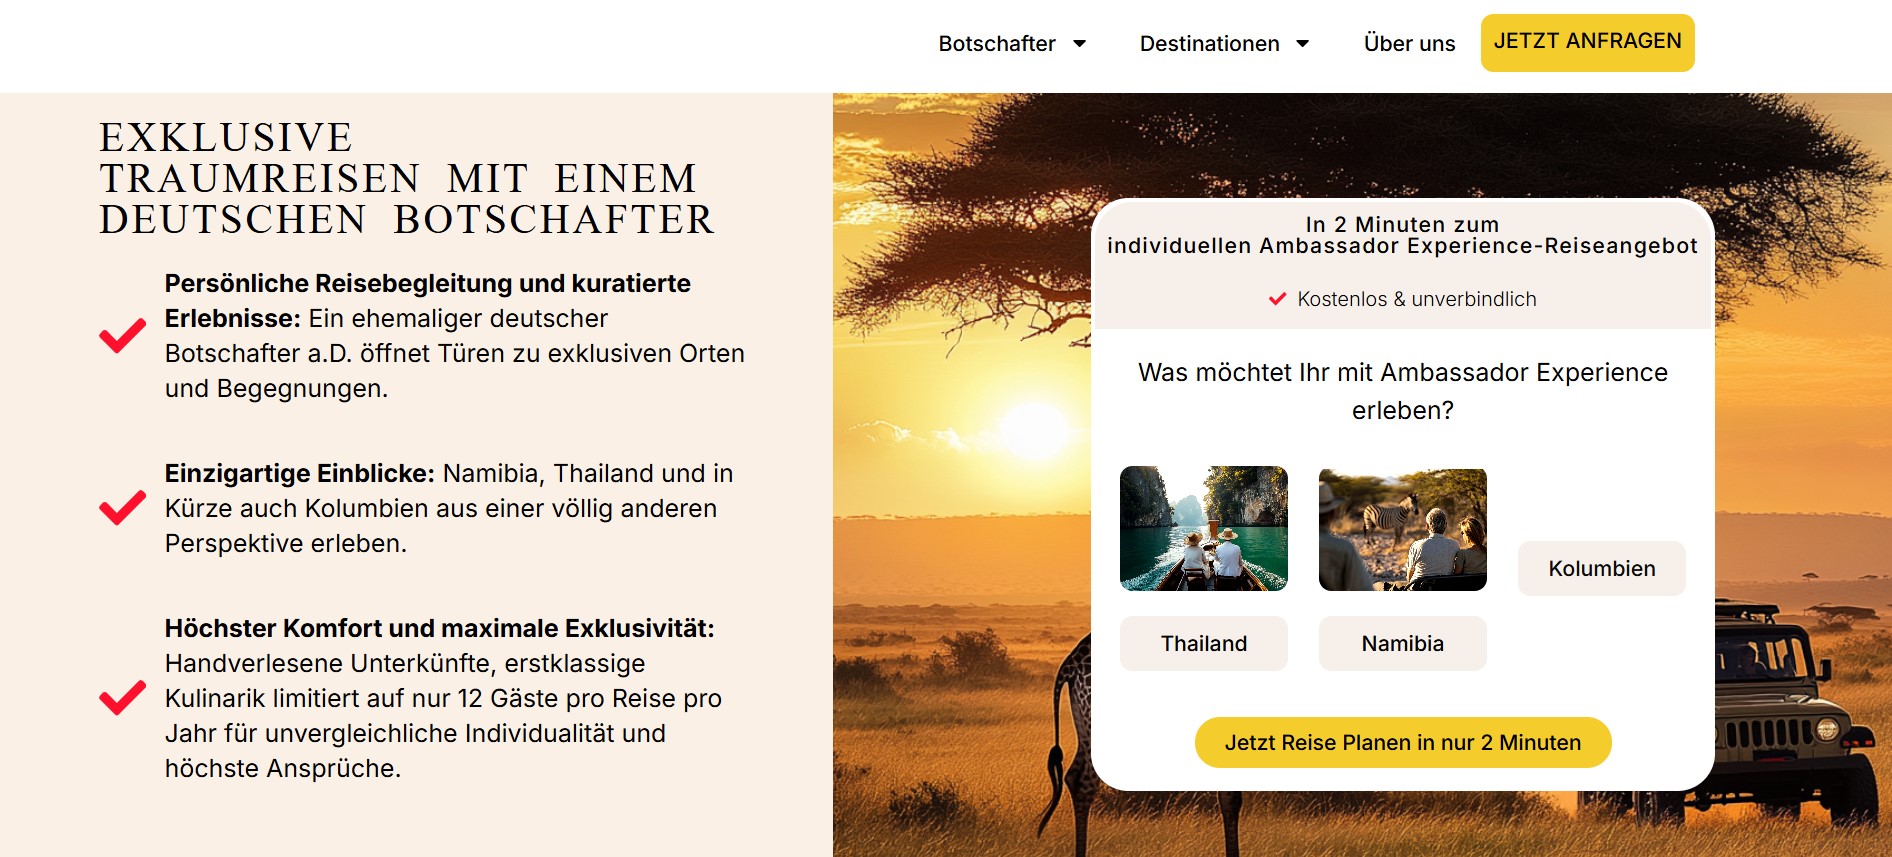 Botschafter
Destinationen
Über uns
JETZT ANFRAGEN
EXKLUSIVE
TRAUMREISEN MIT EINEM
DEUTSCHEN BOTSCHAFTER
Persönliche Reisebegleitung und kuratierte
Erlebnisse: Ein ehemaliger deutscher
Botschafter a.D. öffnet Türen zu exklusiven Orten
und Begegnungen.
Einzigartige Einblicke: Namibia, Thailand und in
Kürze auch Kolumbien aus einer völlig anderen
Perspektive erleben.
Höchster Komfort und maximale Exklusivität:
Handverlesene Unterkünfte, erstklassige
Kulinarik limitiert auf nur 12 Gäste pro Reise pro
Jahr für unvergleichliche Individualität und
höchste Ansprüche.
In 2 Minuten zum
individuellen Ambassador Experience-Reiseangebot
Kostenlos & unverbindlich
Was möchtet Ihr mit Ambassador Experience
erleben?
Thailand
Namibia
Kolumbien
Jetzt Reise Planen in nur 2 Minuten